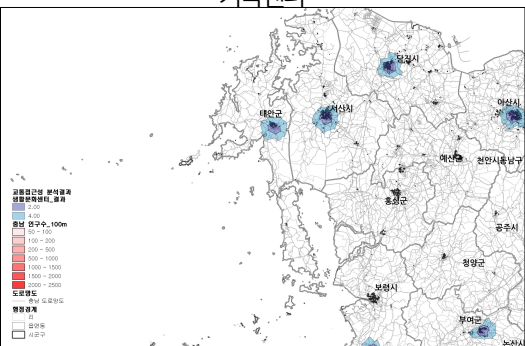 당진시
아산시
태안군
서산시
예산군
천안시동남구
홍성군
공주시
청양군
보령시
부여군
논산시
교통접근성 분석결과
생활문화센터_결과
2.00
4.00
충남 인구수_100m
50 - 100
100 - 200
200 - 500
500 - 1000
1000 - 1500
1500 - 2000
2000 - 2500
도로망도
충남 도로망도
행정경계
리
읍면동
시군구